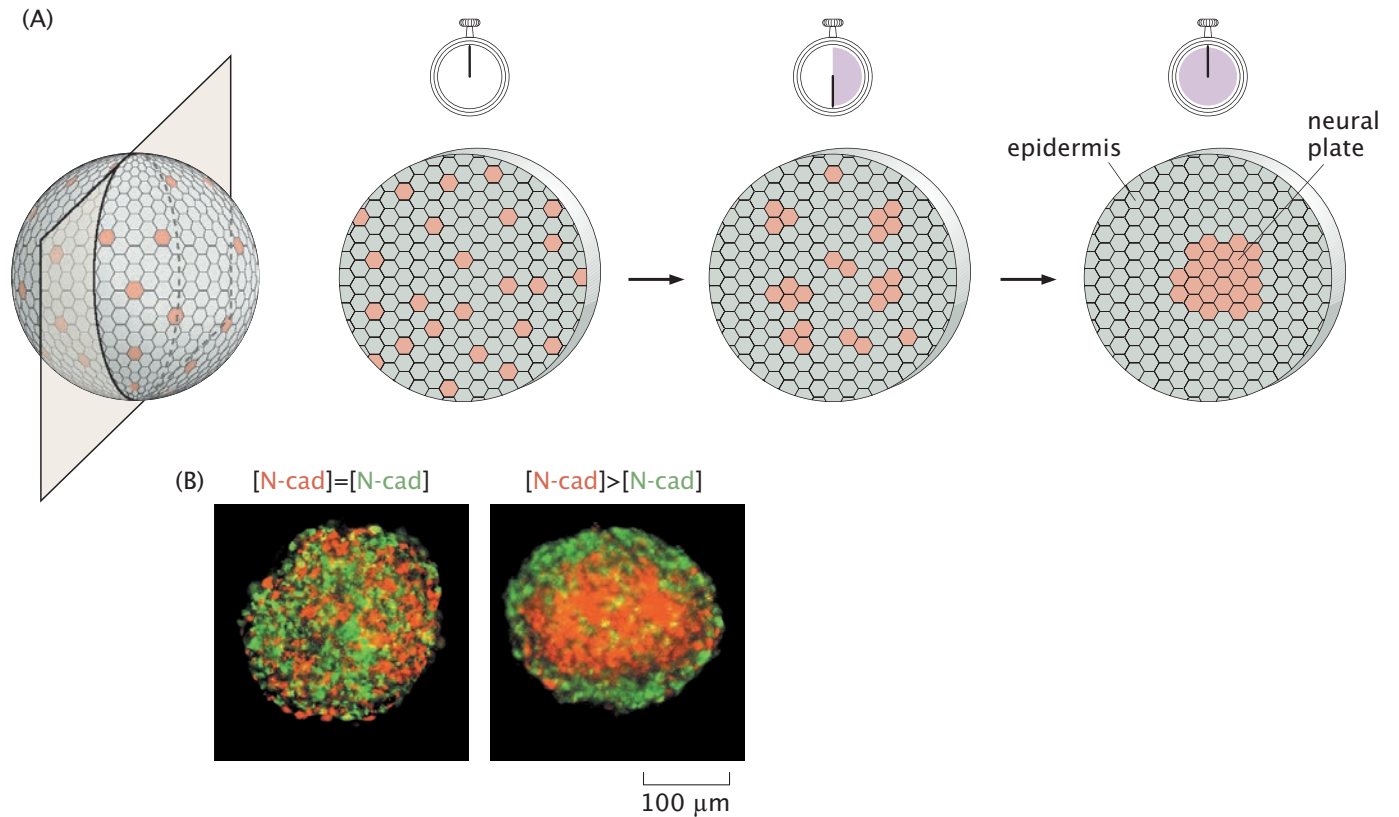 (A)
neural
plate
epidermis
(B)
[N-cad]=[N-cad]
[N-cad]>[N-cad]
100 μm